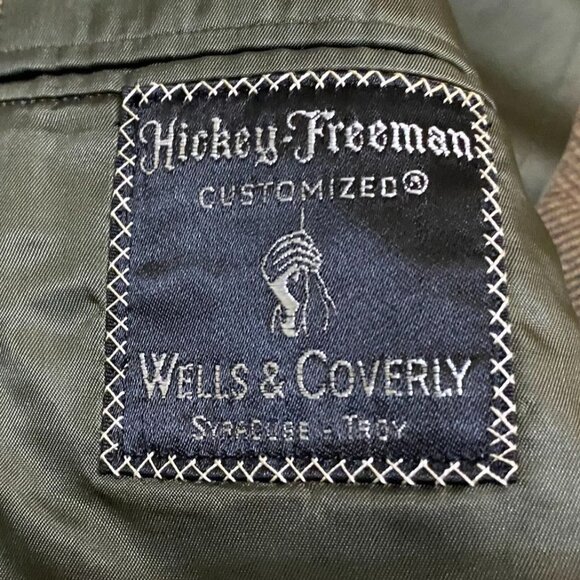 Hickey-Freeman
CUSTOMIZED®
WELLS & COVERLY
SYRACUSE - TROY